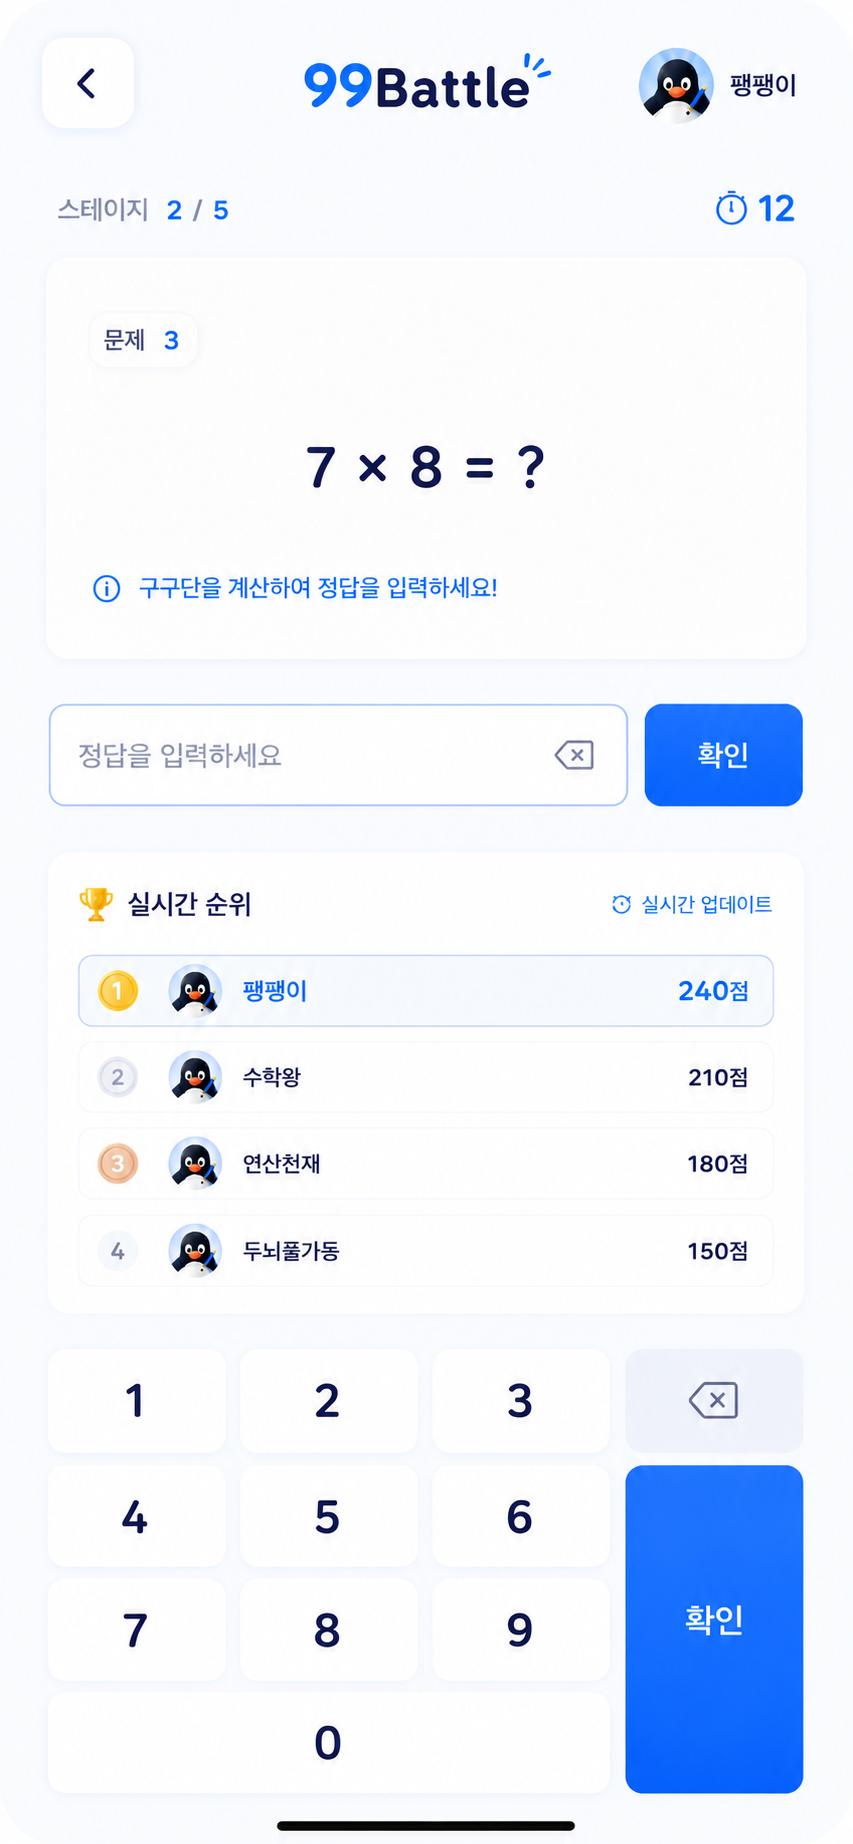 99Battle
팽팽이
스테이지 2 / 5
12
문제 3
7 × 8 = ?
구구단을 계산하여 정답을 입력하세요!
정답을 입력하세요
확인
실시간 순위
실시간 업데이트
1 팽팽이 240점
2 수학왕 210점
3 연산천재 180점
4 두뇌풀가동 150점
1 2 3
4 5 6
7 8 9
확인
0